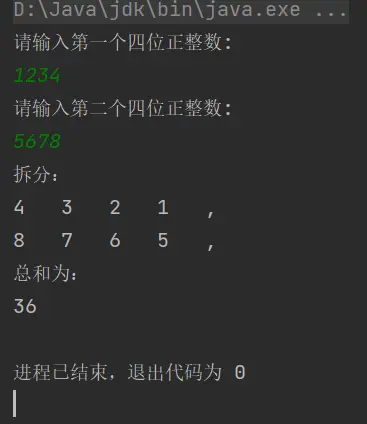 D:\Java\jdk\bin\java.exe ...
请输入第一个四位正整数:
1234
请输入第二个四位正整数:
5678
拆分:
4 3 2 1 ,
8 7 6 5 ,
总和为:
36
进程已结束，退出代码为 0